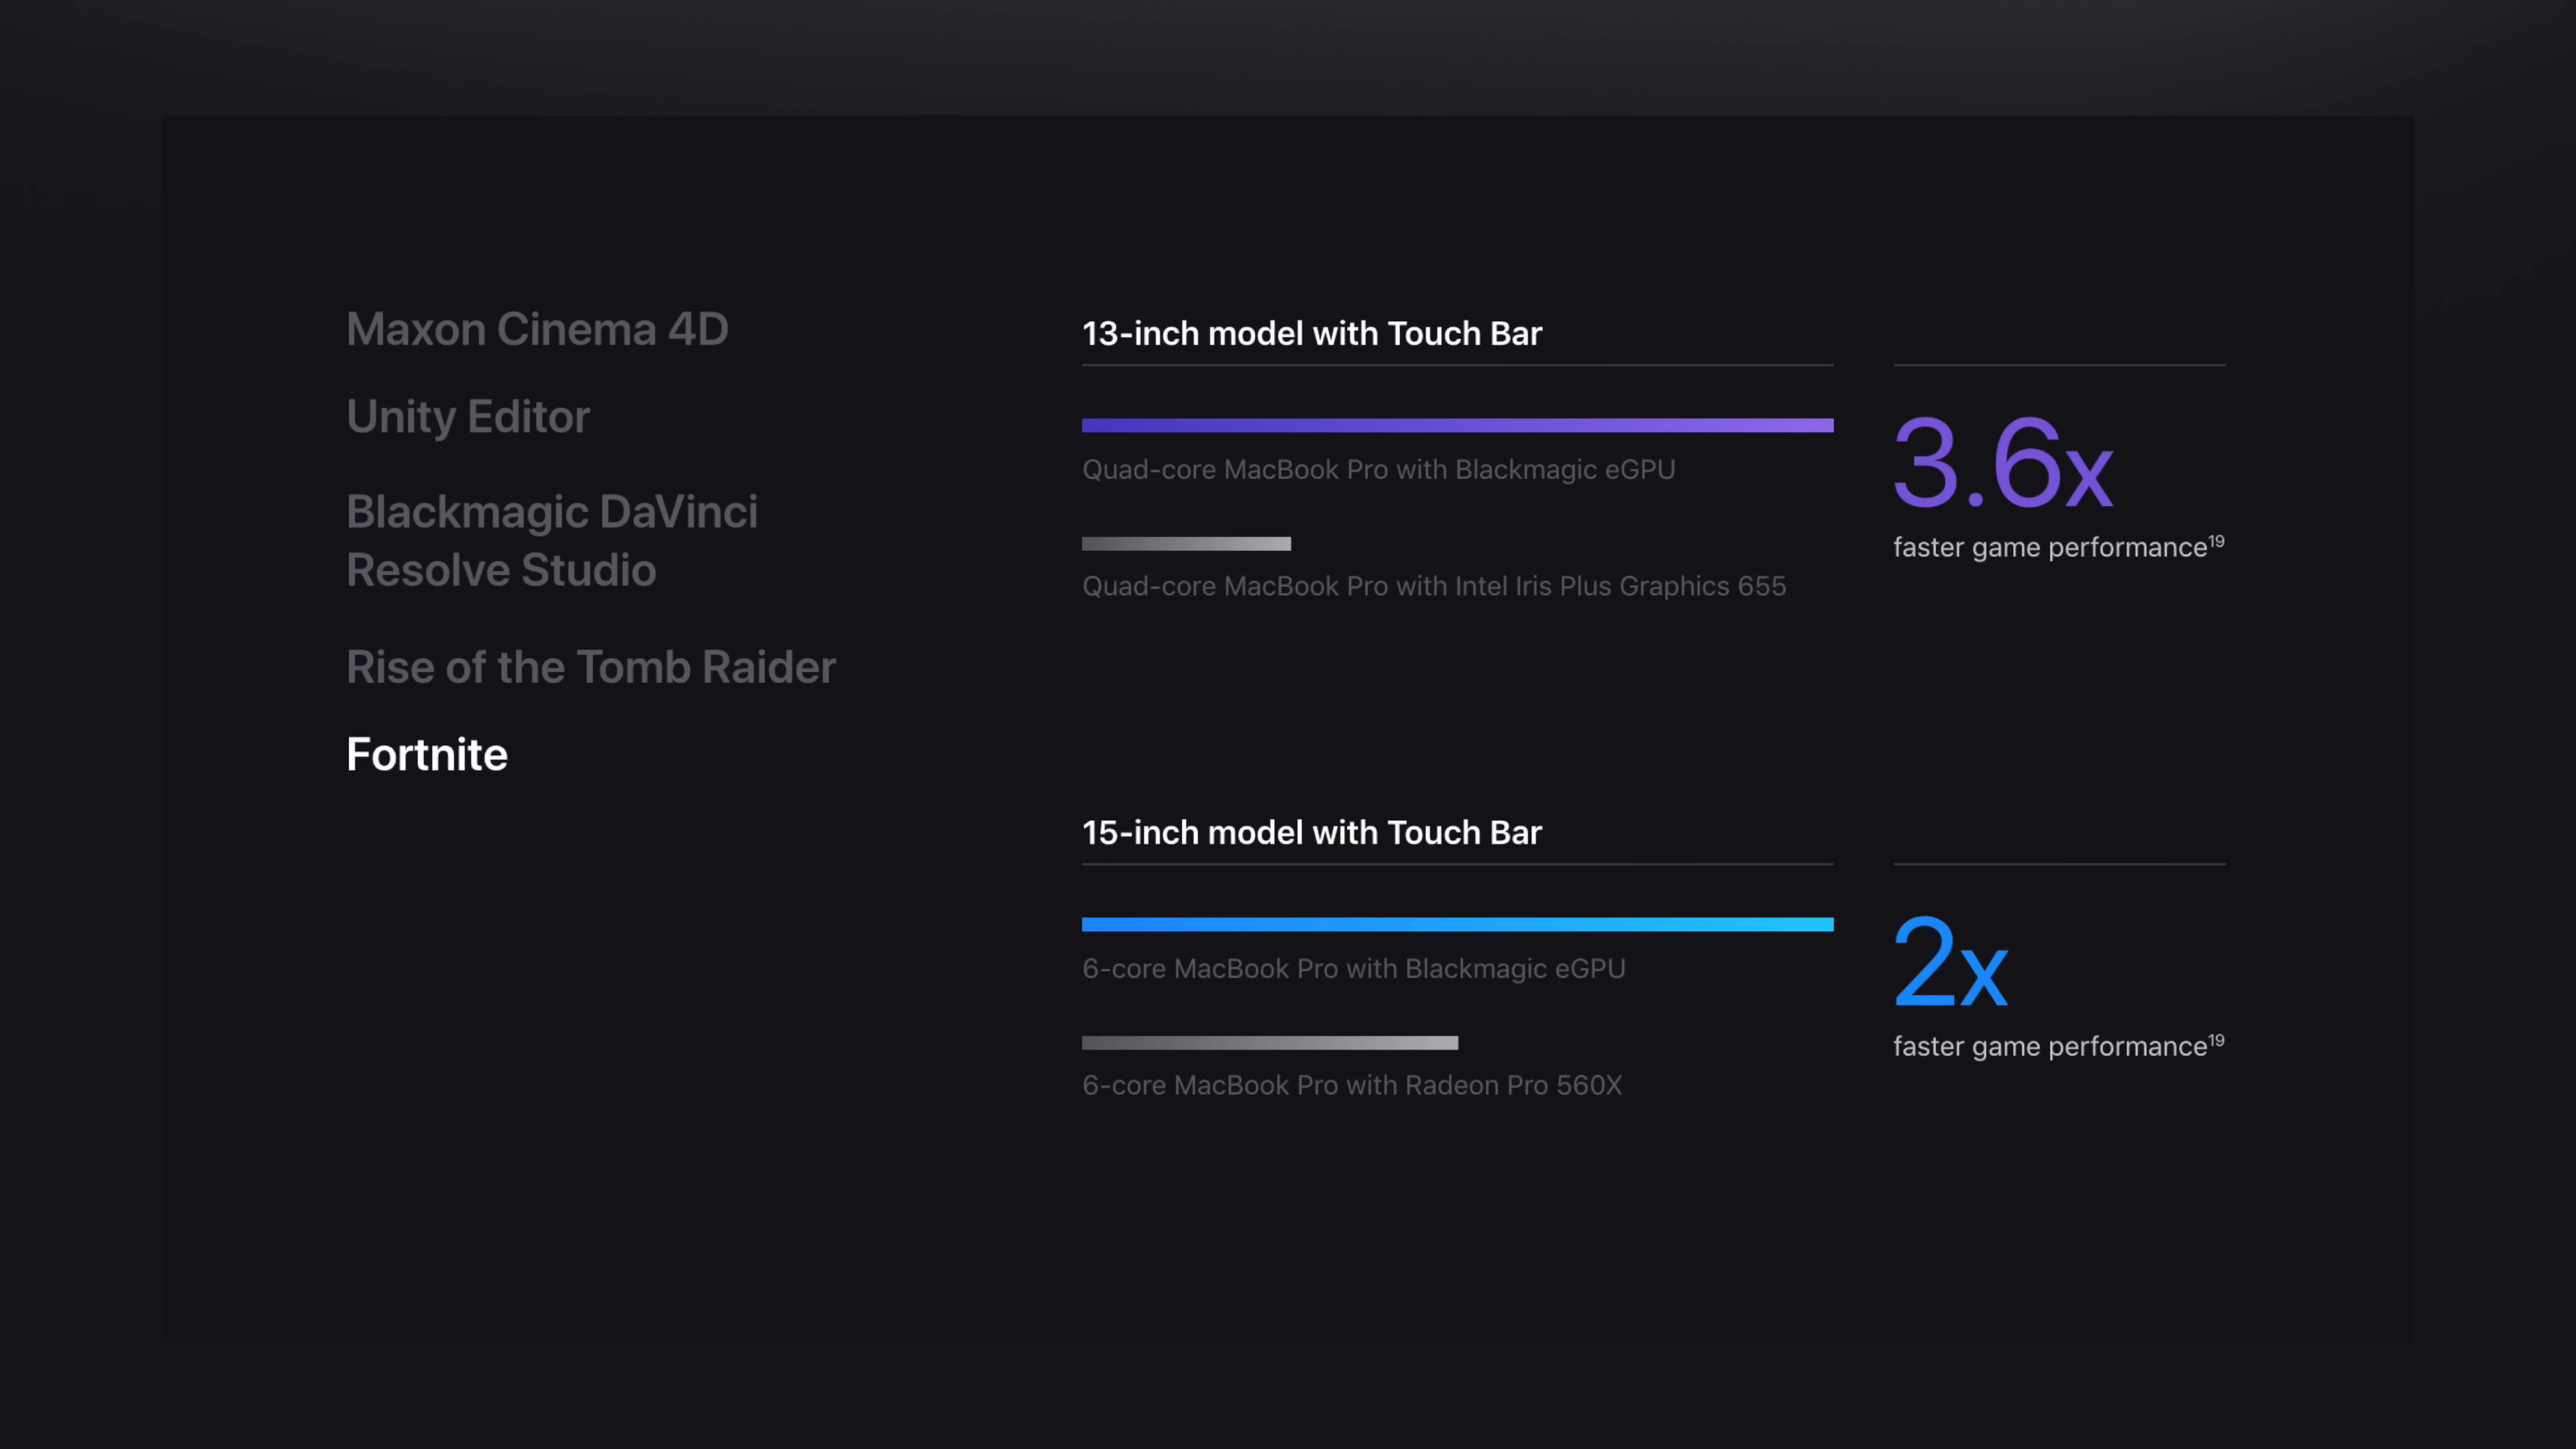 Maxon Cinema 4D
Unity Editor
Blackmagic DaVinci
Resolve Studio
Rise of the Tomb Raider
Fortnite
13-inch model with Touch Bar
Quad-core MacBook Pro with Blackmagic eGPU
Quad-core MacBook Pro with Intel Iris Plus Graphics 655
3.6x
faster game performance¹⁹
15-inch model with Touch Bar
6-core MacBook Pro with Blackmagic eGPU
6-core MacBook Pro with Radeon Pro 560X
2x
faster game performance¹⁹